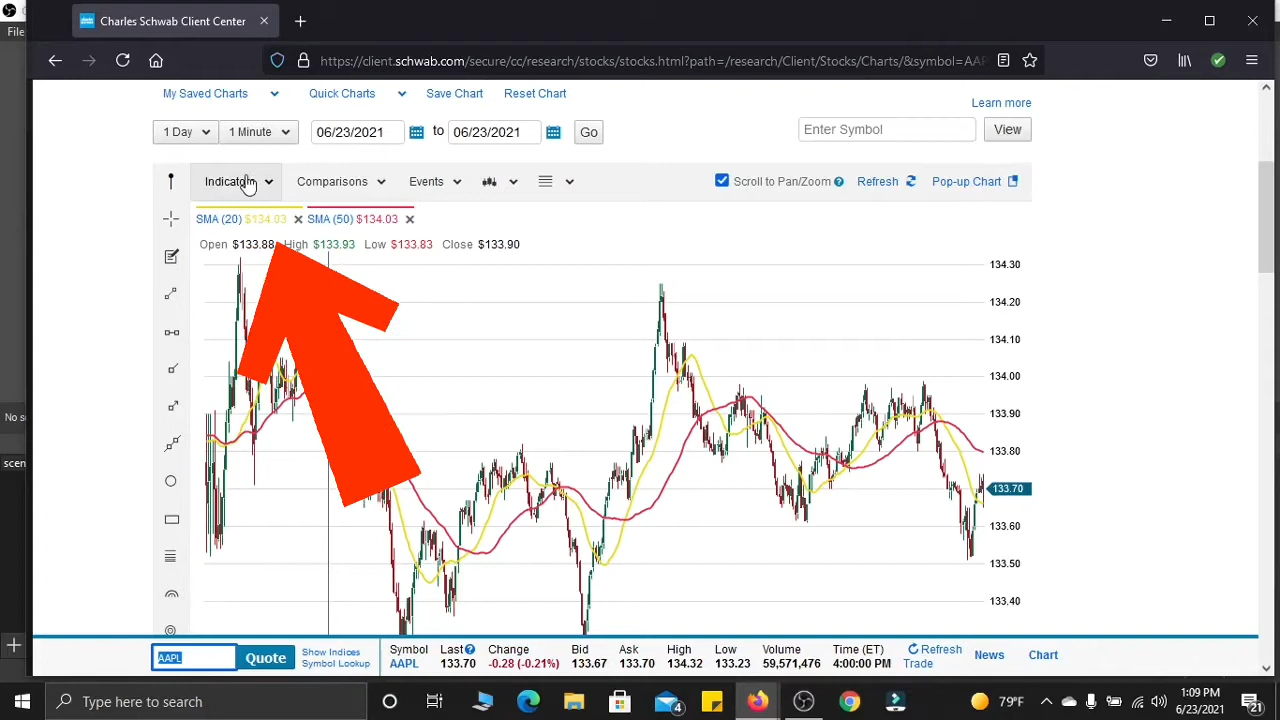 Charles Schwab Client Center
File
https://client.schwab.com/secure/cc/research/stocks/stocks.html?path=/research/Client/Stocks/Charts/&symbol=AAP
My Saved Charts Quick Charts Save Chart Reset Chart
Learn more
1 Day 1 Minute 06/23/2021 to 06/23/2021 Go Enter Symbol View
Indicators Comparisons Events Scroll to Pan/Zoom ? Refresh Pop-up Chart
SMA (20) $134.03 SMA (50) $134.03
Open $133.88 High $133.93 Low $133.83 Close $133.90
134.30
134.20
134.10
134.00
133.90
133.80
133.70
133.60
133.50
133.40
No s
scen
AAPL Quote Show Indices
Symbol Lookup
Symbol Last ? Change Bid Ask High Low Volume Time(ET) Refresh News Chart
AAPL 133.70 -0.28 (-0.21%) 133.67 133.70 134.32 133.23 59,571,476 4:00:00 PM Trade
Type here to search
4
79°F
1:09 PM
6/23/2021
21